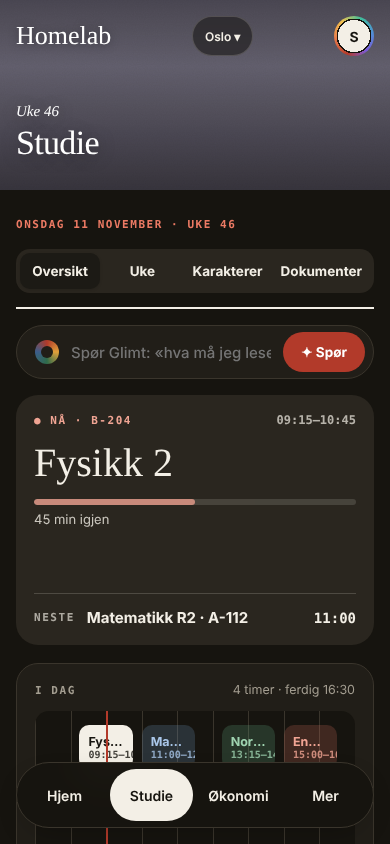 Homelab
Oslo ▾
S
Uke 46
Studie
ONSDAG 11 NOVEMBER · UKE 46
Oversikt Uke Karakterer Dokumenter
Spør Glimt: «hva må jeg lese
✦ Spør
● NÅ · B-204 09:15–10:45
Fysikk 2
45 min igjen
NESTE Matematikk R2 · A-112 11:00
I DAG 4 timer · ferdig 16:30
Fys… Ma… Nor… En…
09:15–10 11:00–12 13:15–14 15:00–16
Hjem Studie Økonomi Mer